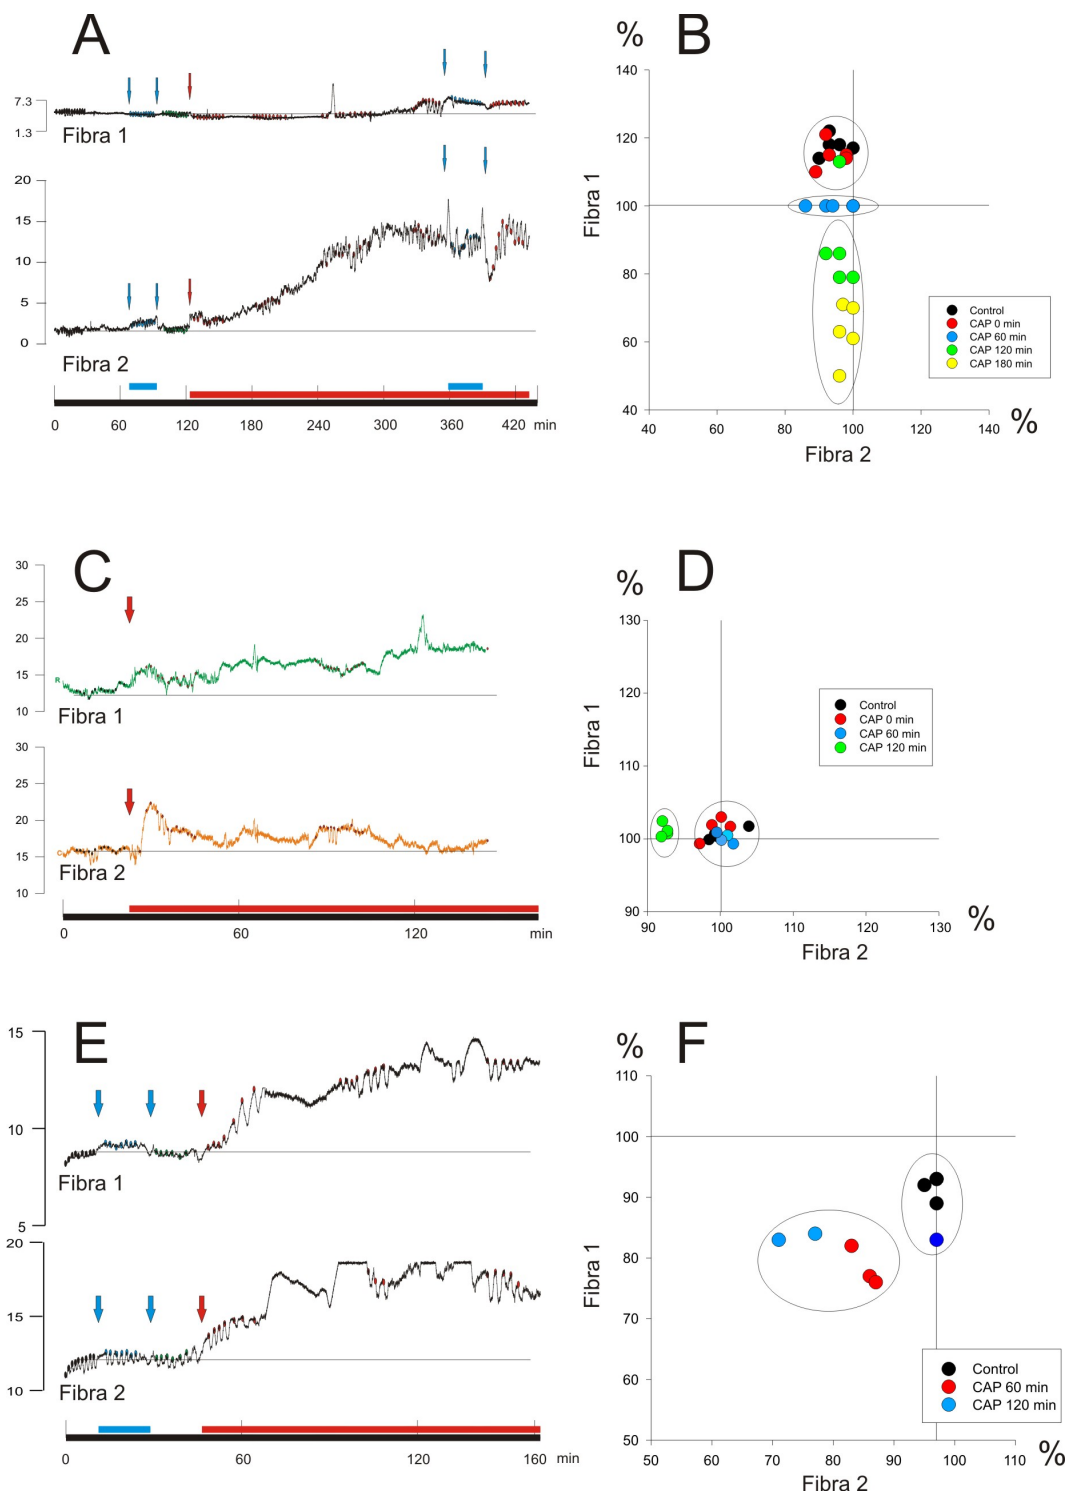 A
7.3
1.3
Fibra 1
20
15
10
5
0
Fibra 2
0 60 120 180 240 300 360 420 min
%
B
140
120
100
80
60
40
Fibra 1
Control
CAP 0 min
CAP 60 min
CAP 120 min
CAP 180 min
40 60 80 100 120 140 %
Fibra 2
C
30
25
20
15
10
R
Fibra 1
30
25
20
15
10
Fibra 2
0 60 120 min
%
D
130
120
110
100
90
Fibra 1
Control
CAP 0 min
CAP 60 min
CAP 120 min
90 100 110 120 130 %
Fibra 2
E
15
10
5
Fibra 1
20
15
10
Fibra 2
0 60 120 160 min
%
F
110
100
90
80
70
60
50
Fibra 1
Control
CAP 60 min
CAP 120 min
50 60 70 80 90 100 110 %
Fibra 2